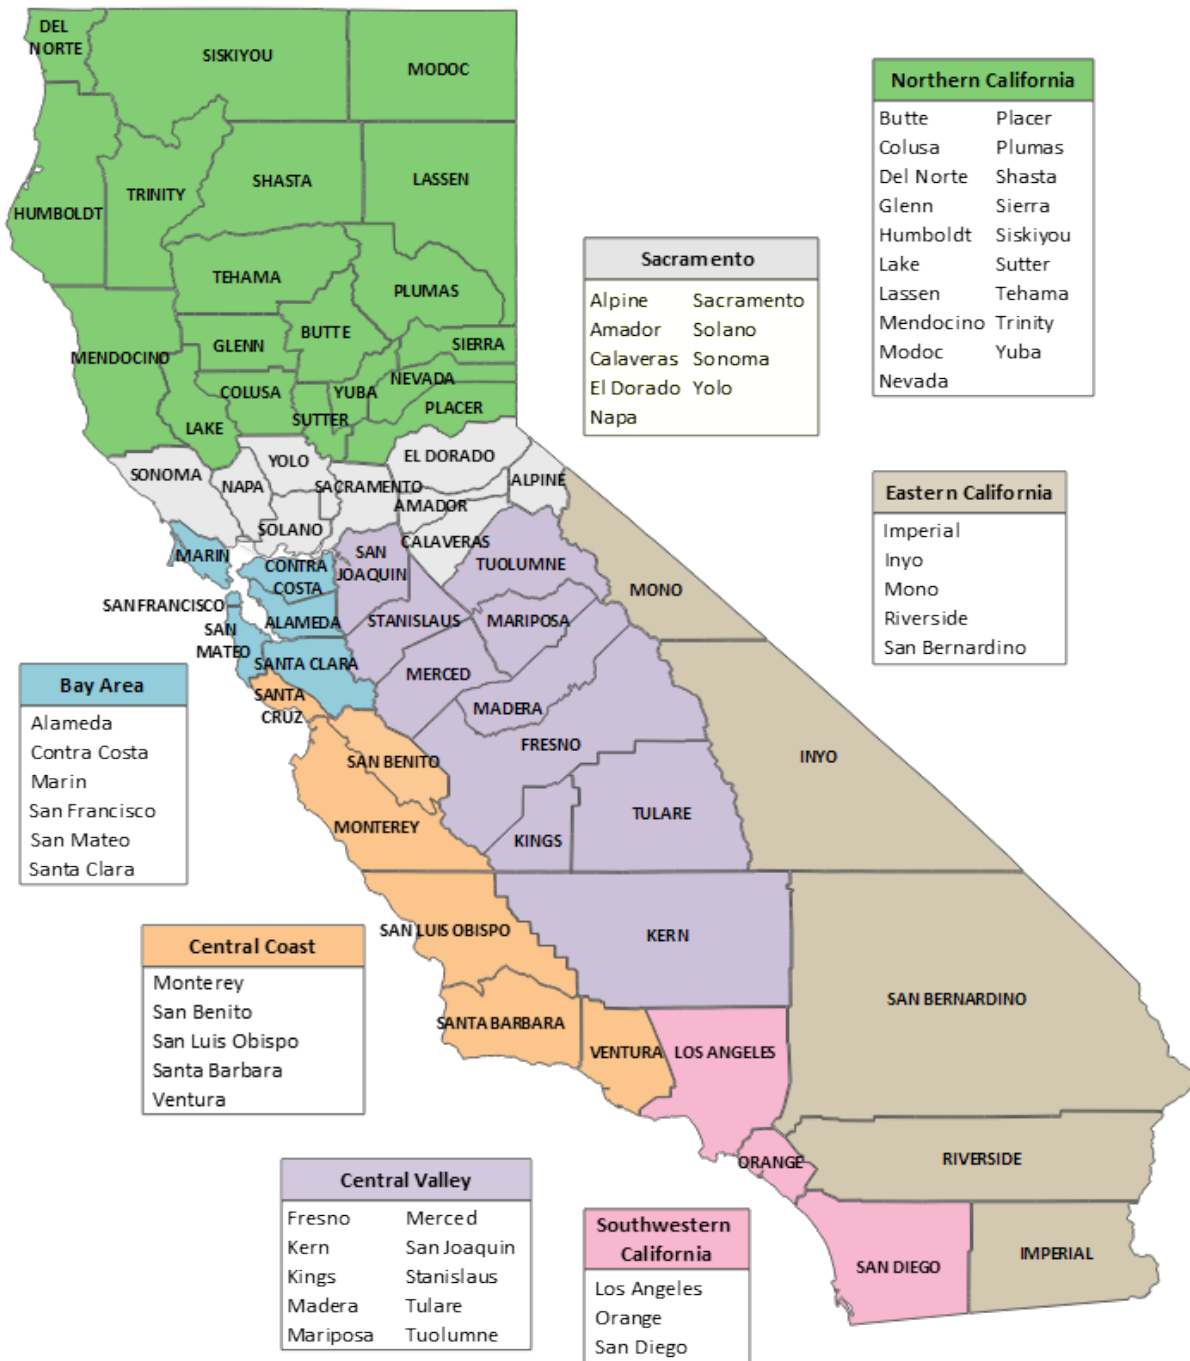 DEL
NORTE
SISKIYOU
MODOC
HUMBOLDT
TRINITY
SHASTA
LASSEN
TEHAMA
PLUMAS
MENDOCINO
GLENN
BUTTE
SIERRA
LAKE
COLUSA
SUTTER
YUBA
NEVADA
PLACER
SONOMA
NAPA
YOLO
SOLANO
SACRAMENTO
EL DORADO
AMADOR
ALPINE
CALAVERAS
MARIN
CONTRA
COSTA
SAN
JOAQUIN
TUOLUMNE
MONO
SAN FRANCISCO
ALAMEDA
STANISLAUS
MARIPOSA
SAN
MATEO
SANTA CLARA
MERCED
SANTA
CRUZ
MADERA
FRESNO
SAN BENITO
INYO
MONTEREY
KINGS
TULARE
SAN LUIS OBISPO
KERN
SAN BERNARDINO
SANTA BARBARA
VENTURA
LOS ANGELES
ORANGE
RIVERSIDE
SAN DIEGO
IMPERIAL
Northern California
Butte Placer
Colusa Plumas
Del Norte Shasta
Glenn Sierra
Humboldt Siskiyou
Lake Sutter
Lassen Tehama
Mendocino Trinity
Modoc Yuba
Nevada
Sacramento
Alpine Sacramento
Amador Solano
Calaveras Sonoma
El Dorado Yolo
Napa
Eastern California
Imperial
Inyo
Mono
Riverside
San Bernardino
Bay Area
Alameda
Contra Costa
Marin
San Francisco
San Mateo
Santa Clara
Central Coast
Monterey
San Benito
San Luis Obispo
Santa Barbara
Ventura
Central Valley
Fresno Merced
Kern San Joaquin
Kings Stanislaus
Madera Tulare
Mariposa Tuolumne
Southwestern
California
Los Angeles
Orange
San Diego